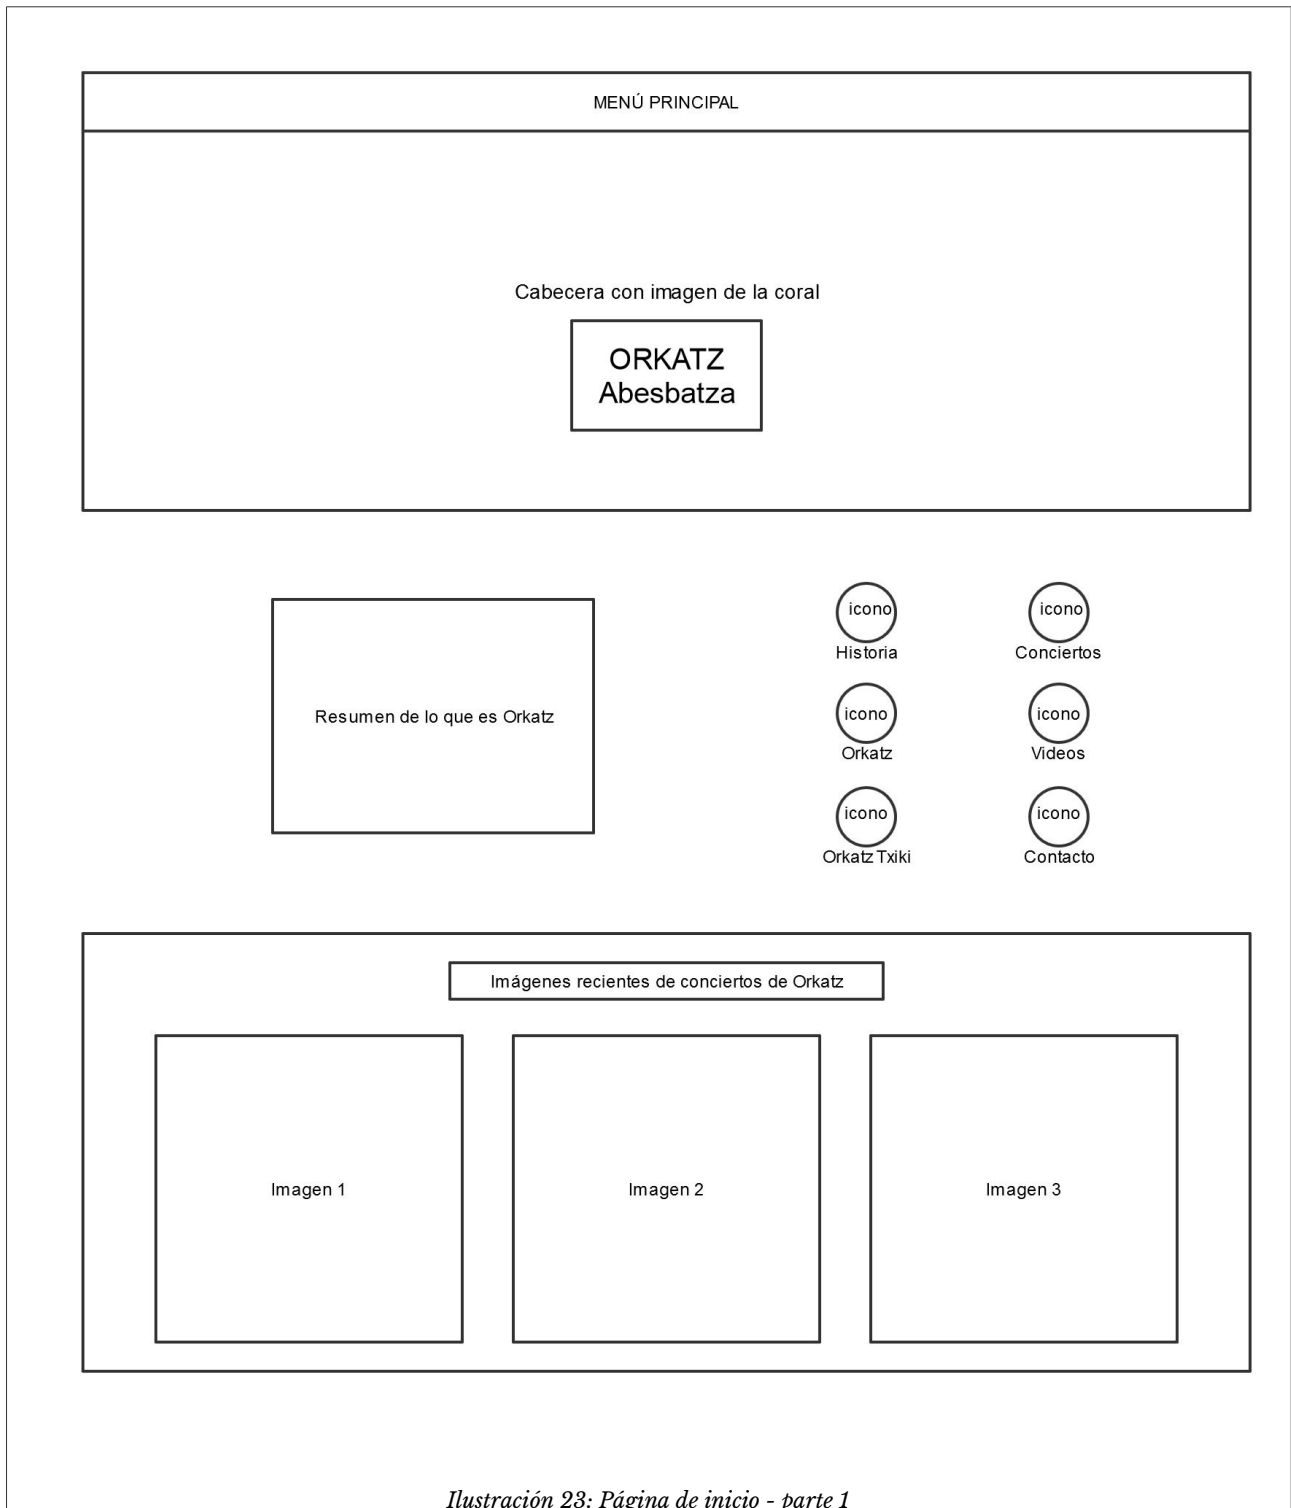 MENÚ PRINCIPAL
Cabecera con imagen de la coral
ORKATZ
Abesbatza
Resumen de lo que es Orkatz
icono
Historia
icono
Conciertos
icono
Orkatz
icono
Videos
icono
Orkatz Txiki
icono
Contacto
Imágenes recientes de conciertos de Orkatz
Imagen 1
Imagen 2
Imagen 3
Ilustración 23: Página de inicio - parte 1